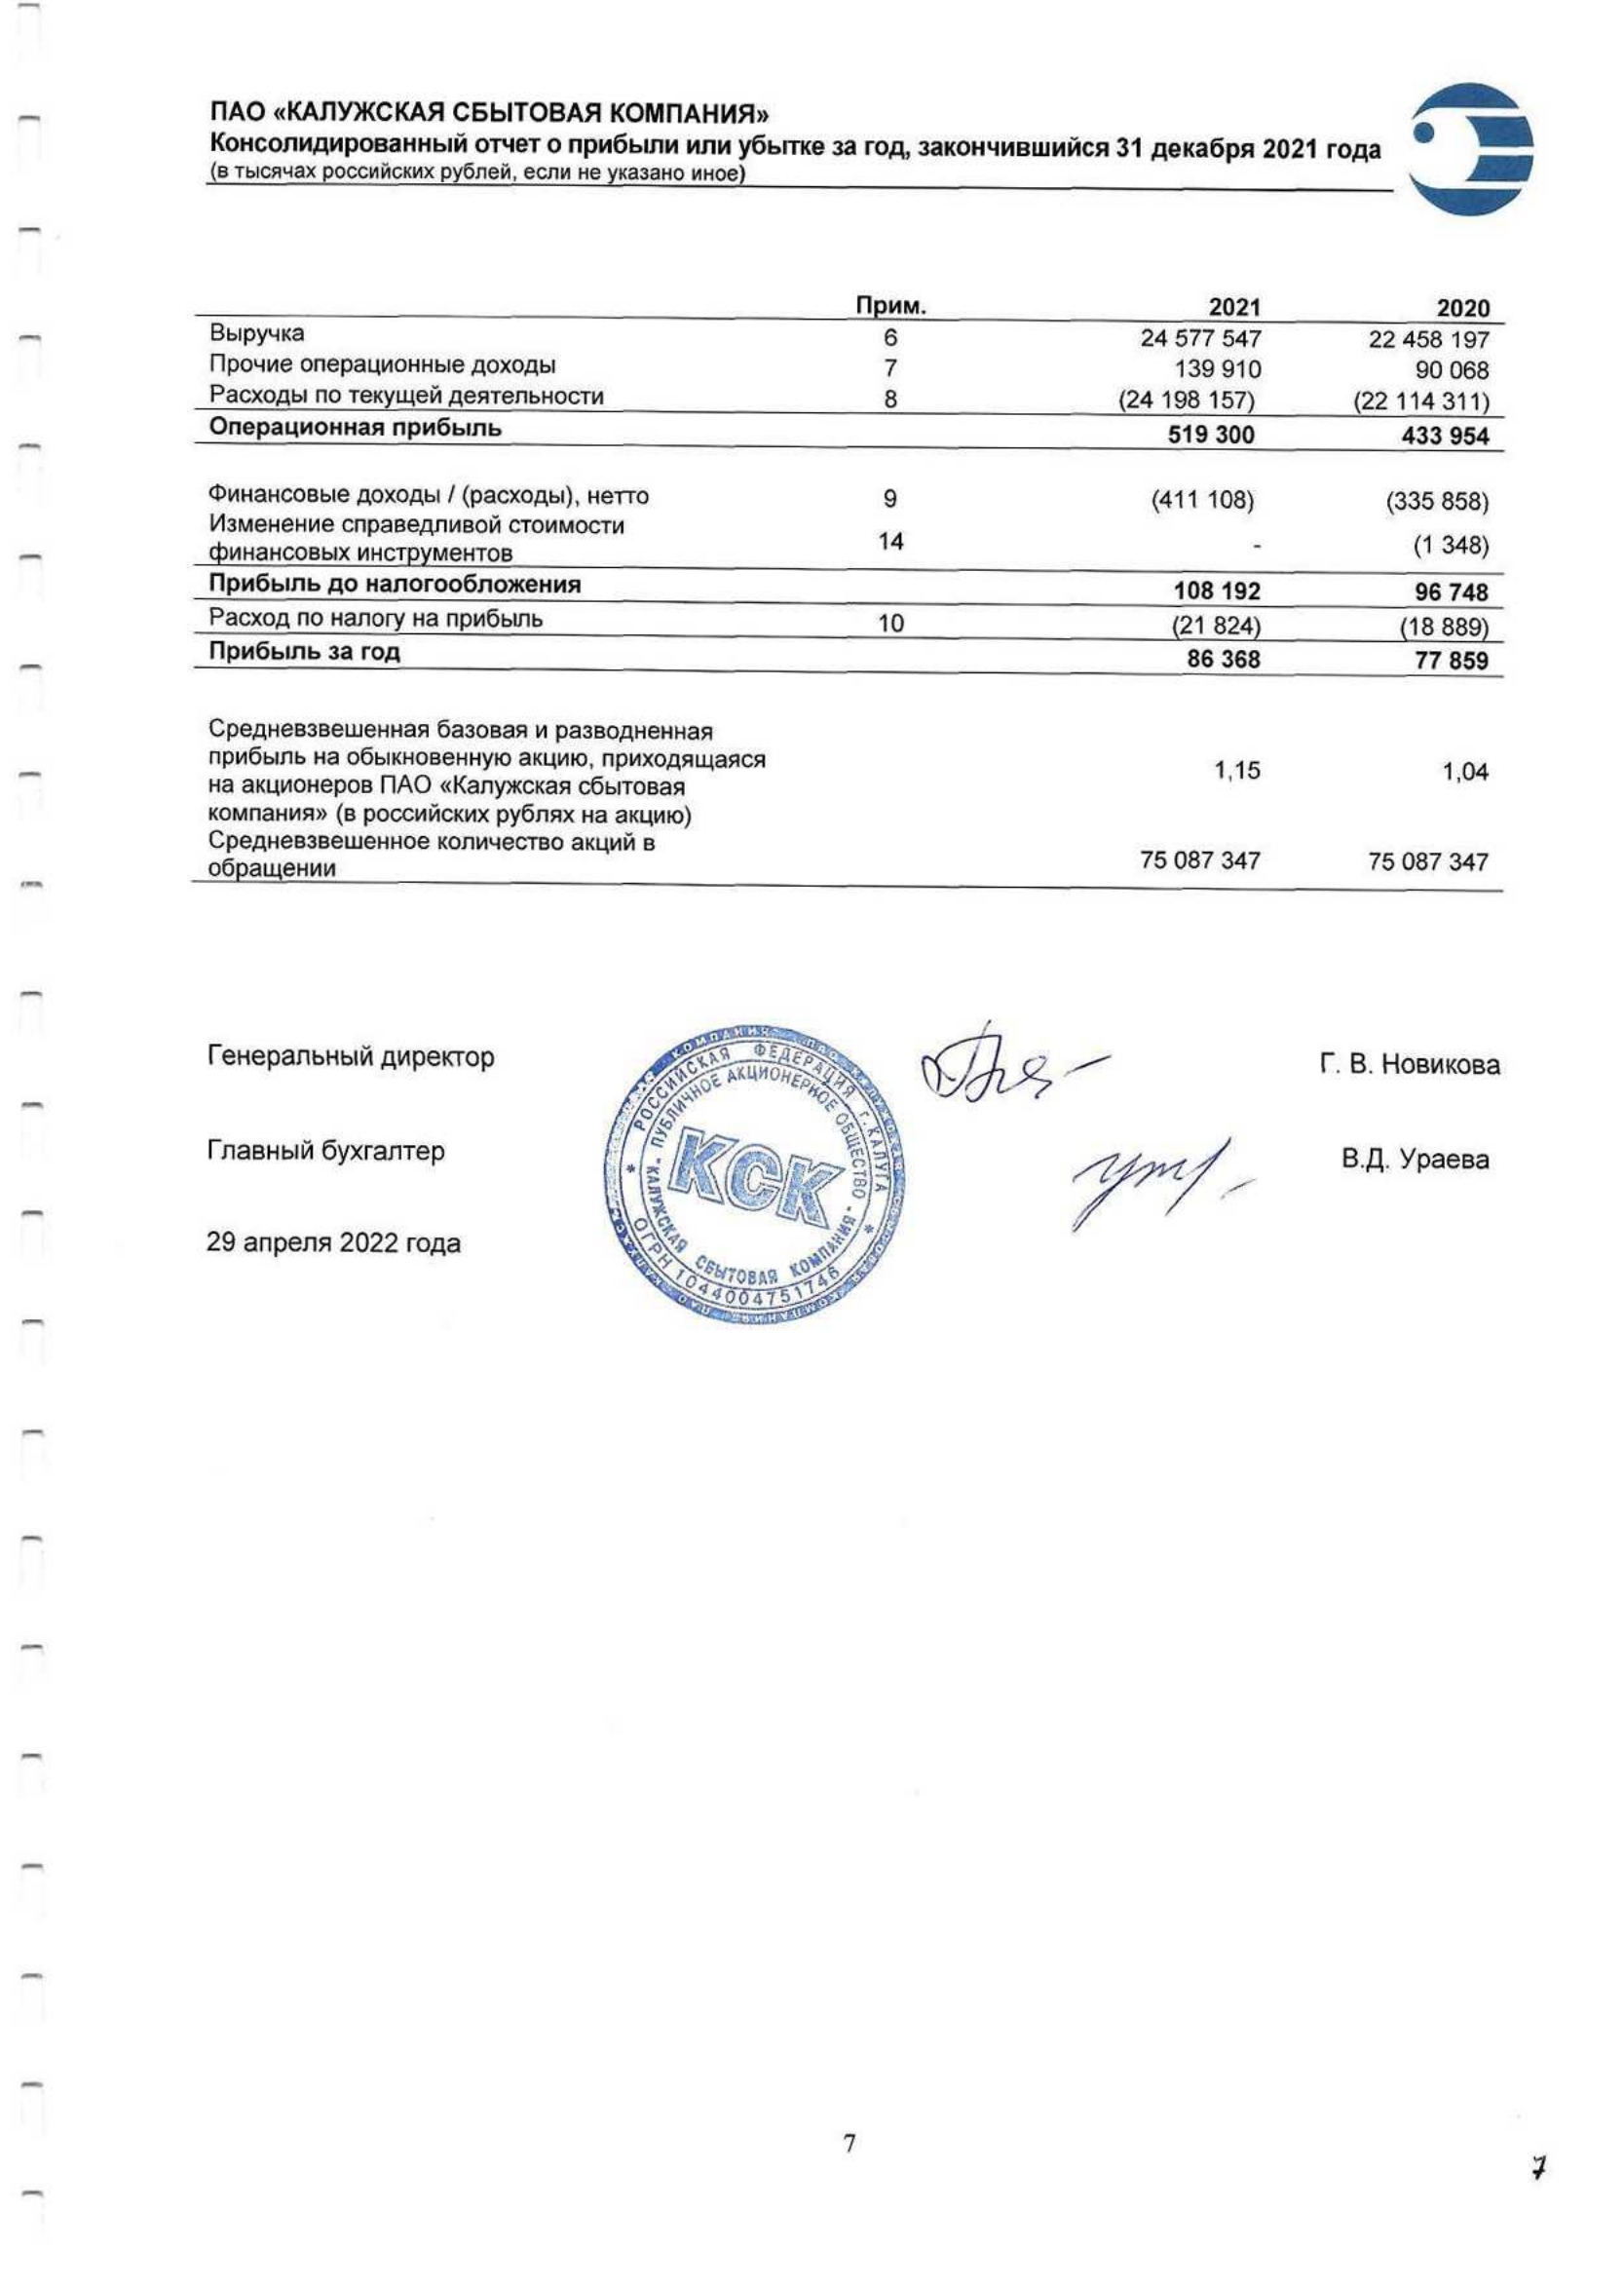 ПАО «КАЛУЖСКАЯ СБЫТОВАЯ КОМПАНИЯ»
Консолидированный отчет о прибыли или убытке за год, закончившийся 31 декабря 2021 года
(в тысячах российских рублей, если не указано иное)
Прим. 2021 2020
Выручка 6 24 577 547 22 458 197
Прочие операционные доходы 7 139 910 90 068
Расходы по текущей деятельности 8 (24 198 157) (22 114 311)
Операционная прибыль 519 300 433 954
Финансовые доходы / (расходы), нетто 9 (411 108) (335 858)
Изменение справедливой стоимости
финансовых инструментов 14 - (1 348)
Прибыль до налогообложения 108 192 96 748
Расход по налогу на прибыль 10 (21 824) (18 889)
Прибыль за год 86 368 77 859
Средневзвешенная базовая и разводненная
прибыль на обыкновенную акцию, приходящаяся
на акционеров ПАО «Калужская сбытовая 1,15 1,04
компания» (в российских рублях на акцию)
Средневзвешенное количество акций в
обращении 75 087 347 75 087 347
Генеральный директор Г. В. Новикова
Главный бухгалтер В.Д. Ураева
29 апреля 2022 года
РОССИЙСКАЯ ФЕДЕРАЦИЯ г. КАЛУГА
ПУБЛИЧНОЕ АКЦИОНЕРНОЕ ОБЩЕСТВО
КСК
"КАЛУЖСКАЯ СБЫТОВАЯ КОМПАНИЯ"
ОГРН 1044004751746
7
7